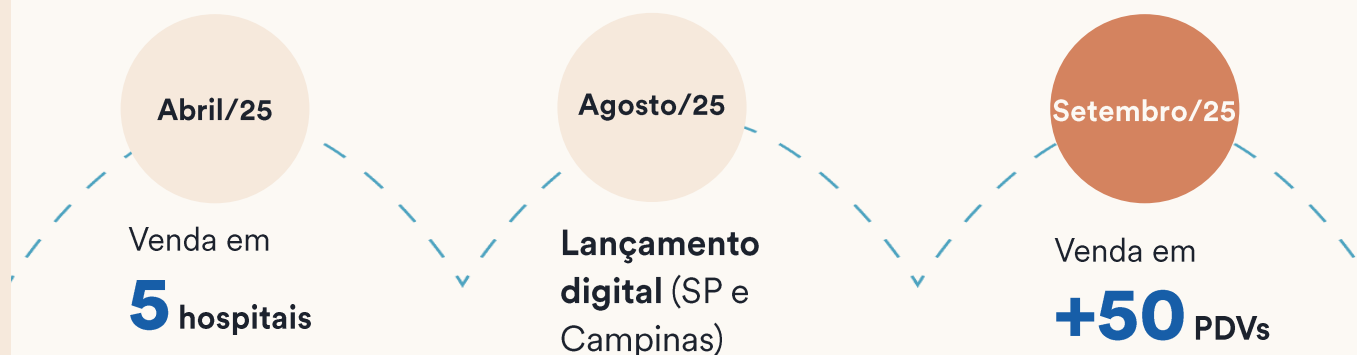 Abril/25
Venda em
5 hospitais
Agosto/25
Lançamento
digital (SP e
Campinas)
Setembro/25
Venda em
+50 PDVs